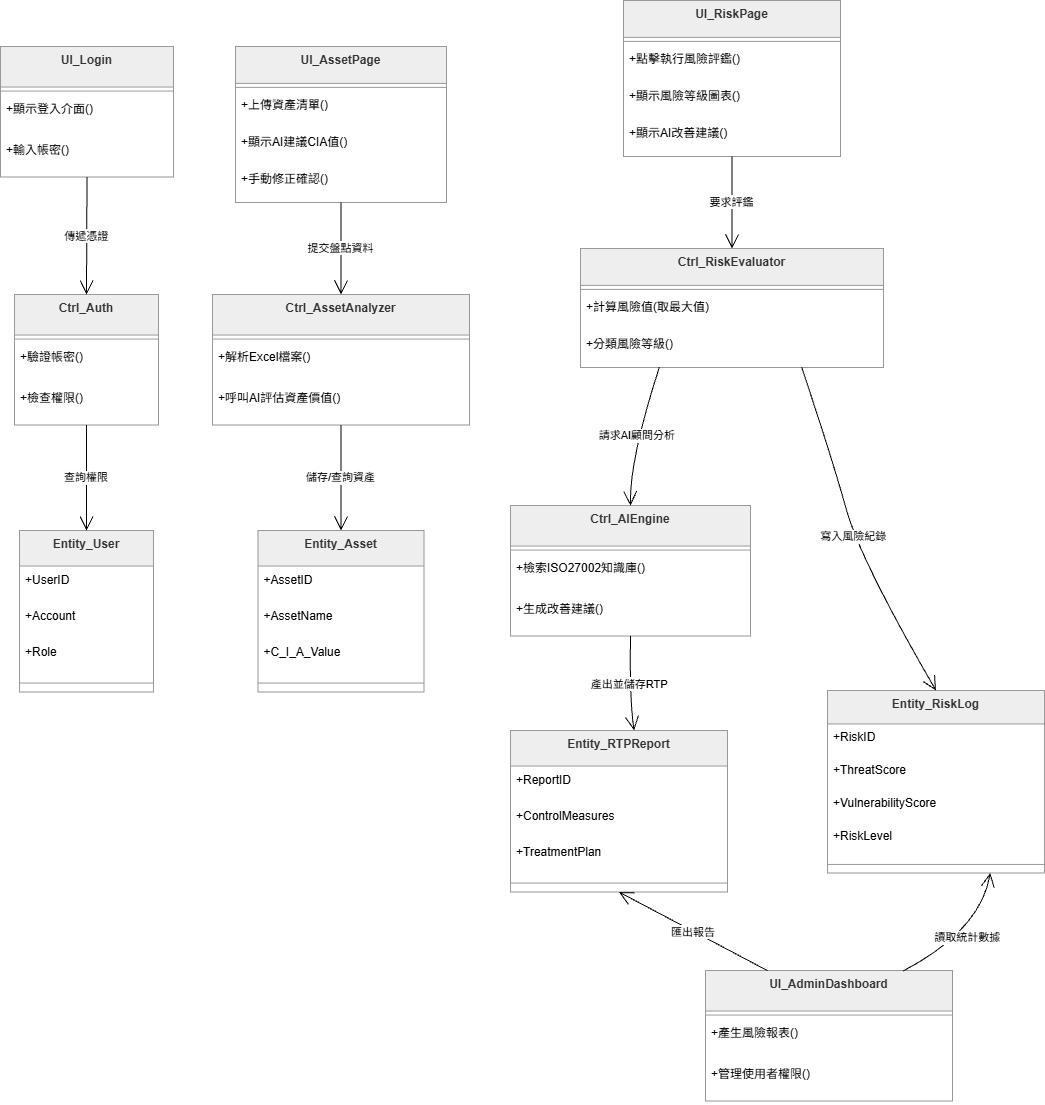 UI_Login
+顯示登入介面()
+輸入帳密()
傳遞憑證
Ctrl_Auth
+驗證帳密()
+檢查權限()
查詢權限
Entity_User
+UserID
+Account
+Role
UI_AssetPage
+上傳資產清單()
+顯示AI建議CIA值()
+手動修正確認()
提交盤點資料
Ctrl_AssetAnalyzer
+解析Excel檔案()
+呼叫AI評估資產價值()
儲存/查詢資產
Entity_Asset
+AssetID
+AssetName
+C_I_A_Value
UI_RiskPage
+點擊執行風險評鑑()
+顯示風險等級圖表()
+顯示AI改善建議()
要求評鑑
Ctrl_RiskEvaluator
+計算風險值(取最大值)
+分類風險等級()
請求AI顧問分析
寫入風險紀錄
Ctrl_AIEngine
+檢索ISO27002知識庫()
+生成改善建議()
產出並儲存RTP
Entity_RTPReport
+ReportID
+ControlMeasures
+TreatmentPlan
Entity_RiskLog
+RiskID
+ThreatScore
+VulnerabilityScore
+RiskLevel
匯出報告
讀取統計數據
UI_AdminDashboard
+產生風險報表()
+管理使用者權限()